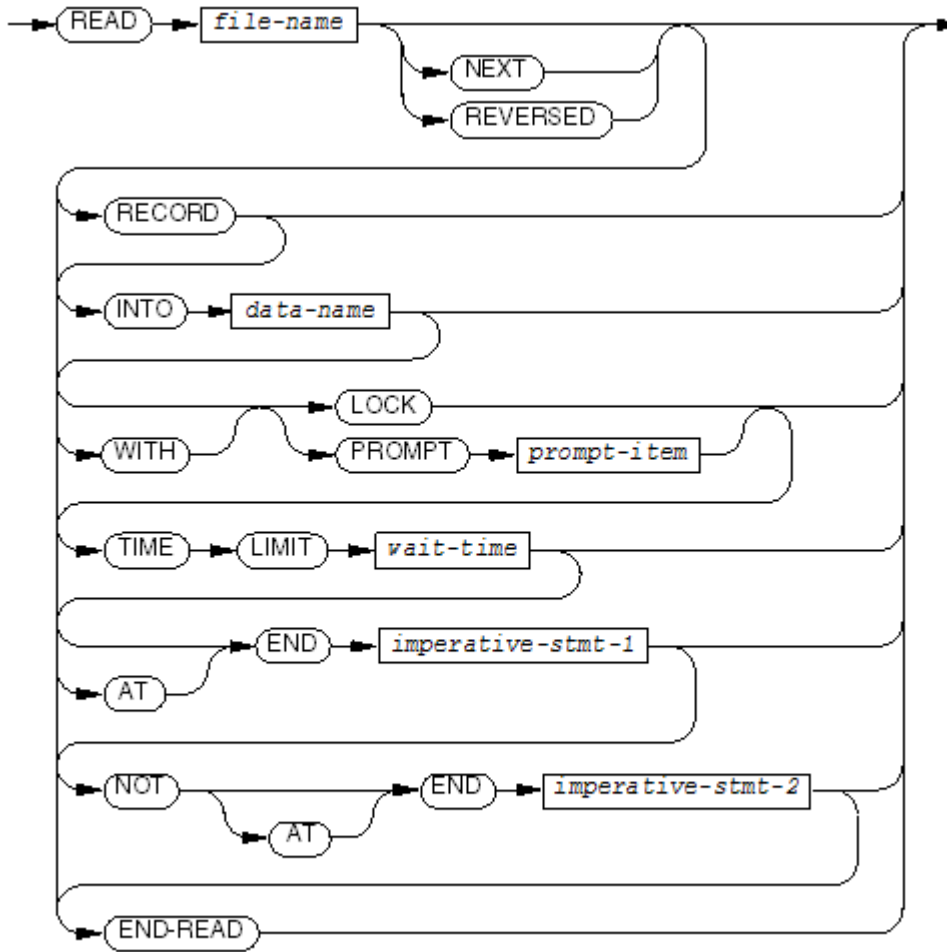 READ file-name
NEXT
REVERSED
RECORD
INTO data-name
LOCK
WITH PROMPT prompt-item
TIME LIMIT wait-time
END imperative-stmt-1
AT
NOT END imperative-stmt-2
AT
END-READ